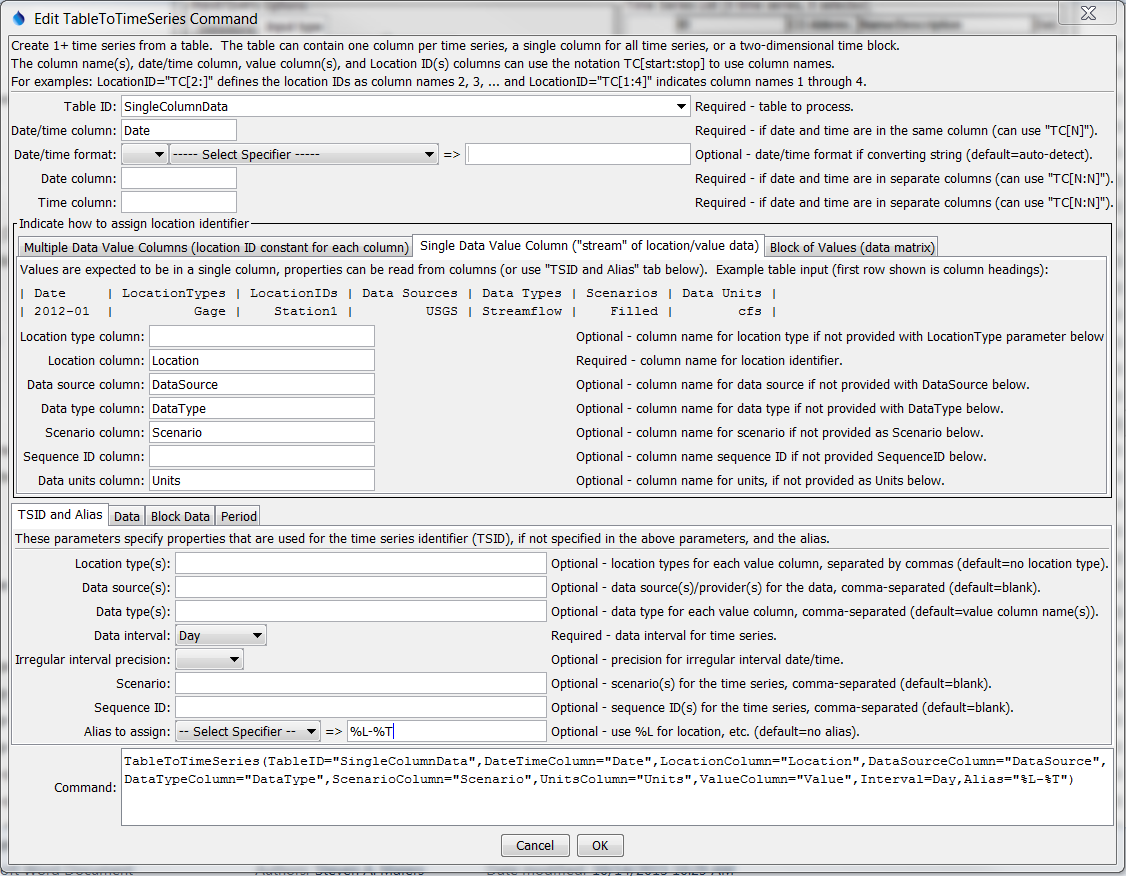 Edit TableToTimeSeries Command
Create 1+ time series from a table.  The table can contain one column per time series, a single column for all time series, or a two-dimensional time block.
The column name(s), date/time column, value column(s), and Location ID(s) columns can use the notation TC[start:stop] to use column names.
For examples: LocationID="TC[2:]" defines the location IDs as column names 2, 3, ... and LocationID="TC[1:4]" indicates column names 1 through 4.
Table ID: SingleColumnData Required - table to process.
Date/time column: Date Required - if date and time are in the same column (can use "TC[N]").
Date/time format: ----- Select Specifier ----- => Optional - date/time format if converting string (default=auto-detect).
Date column: Required - if date and time are in separate columns (can use "TC[N:N]").
Time column: Required - if date and time are in separate columns (can use "TC[N:N]").
Indicate how to assign location identifier
Multiple Data Value Columns (location ID constant for each column) Single Data Value Column ("stream" of location/value data) Block of Values (data matrix)
Values are expected to be in a single column, properties can be read from columns (or use "TSID and Alias" tab below).  Example table input (first row shown is column headings):
| Date | LocationTypes | LocationIDs | Data Sources | Data Types | Scenarios | Data Units |
| 2012-01 | Gage | Station1 | USGS | Streamflow | Filled | cfs |
Location type column: Optional - column name for location type if not provided with LocationType parameter below
Location column: Location Required - column name for location identifier.
Data source column: DataSource Optional - column name for data source if not provided with DataSource below.
Data type column: DataType Optional - column name for data type if not provided with DataType below.
Scenario column: Scenario Optional - column name for scenario if not provided as Scenario below.
Sequence ID column: Optional - column name sequence ID if not provided SequenceID below.
Data units column: Units Optional - column name for units, if not provided as Units below.
TSID and Alias Data Block Data Period
These parameters specify properties that are used for the time series identifier (TSID), if not specified in the above parameters, and the alias.
Location type(s): Optional - location types for each value column, separated by commas (default=no location type).
Data source(s): Optional - data source(s)/provider(s) for the data, comma-separated (default=blank).
Data type(s): Optional - data type for each value column, comma-separated (default=value column name(s)).
Data interval: Day Required - data interval for time series.
Irregular interval precision: Optional - precision for irregular interval date/time.
Scenario: Optional - scenario(s) for the time series, comma-separated (default=blank).
Sequence ID: Optional - sequence ID(s) for the time series, comma-separated (default=blank).
Alias to assign: -- Select Specifier -- => %L-%T Optional - use %L for location, etc. (default=no alias).
Command: TableToTimeSeries(TableID="SingleColumnData",DateTimeColumn="Date",LocationColumn="Location",DataSourceColumn="DataSource",
DataTypeColumn="DataType",ScenarioColumn="Scenario",UnitsColumn="Units",ValueColumn="Value",Interval=Day,Alias="%L-%T")
Cancel OK